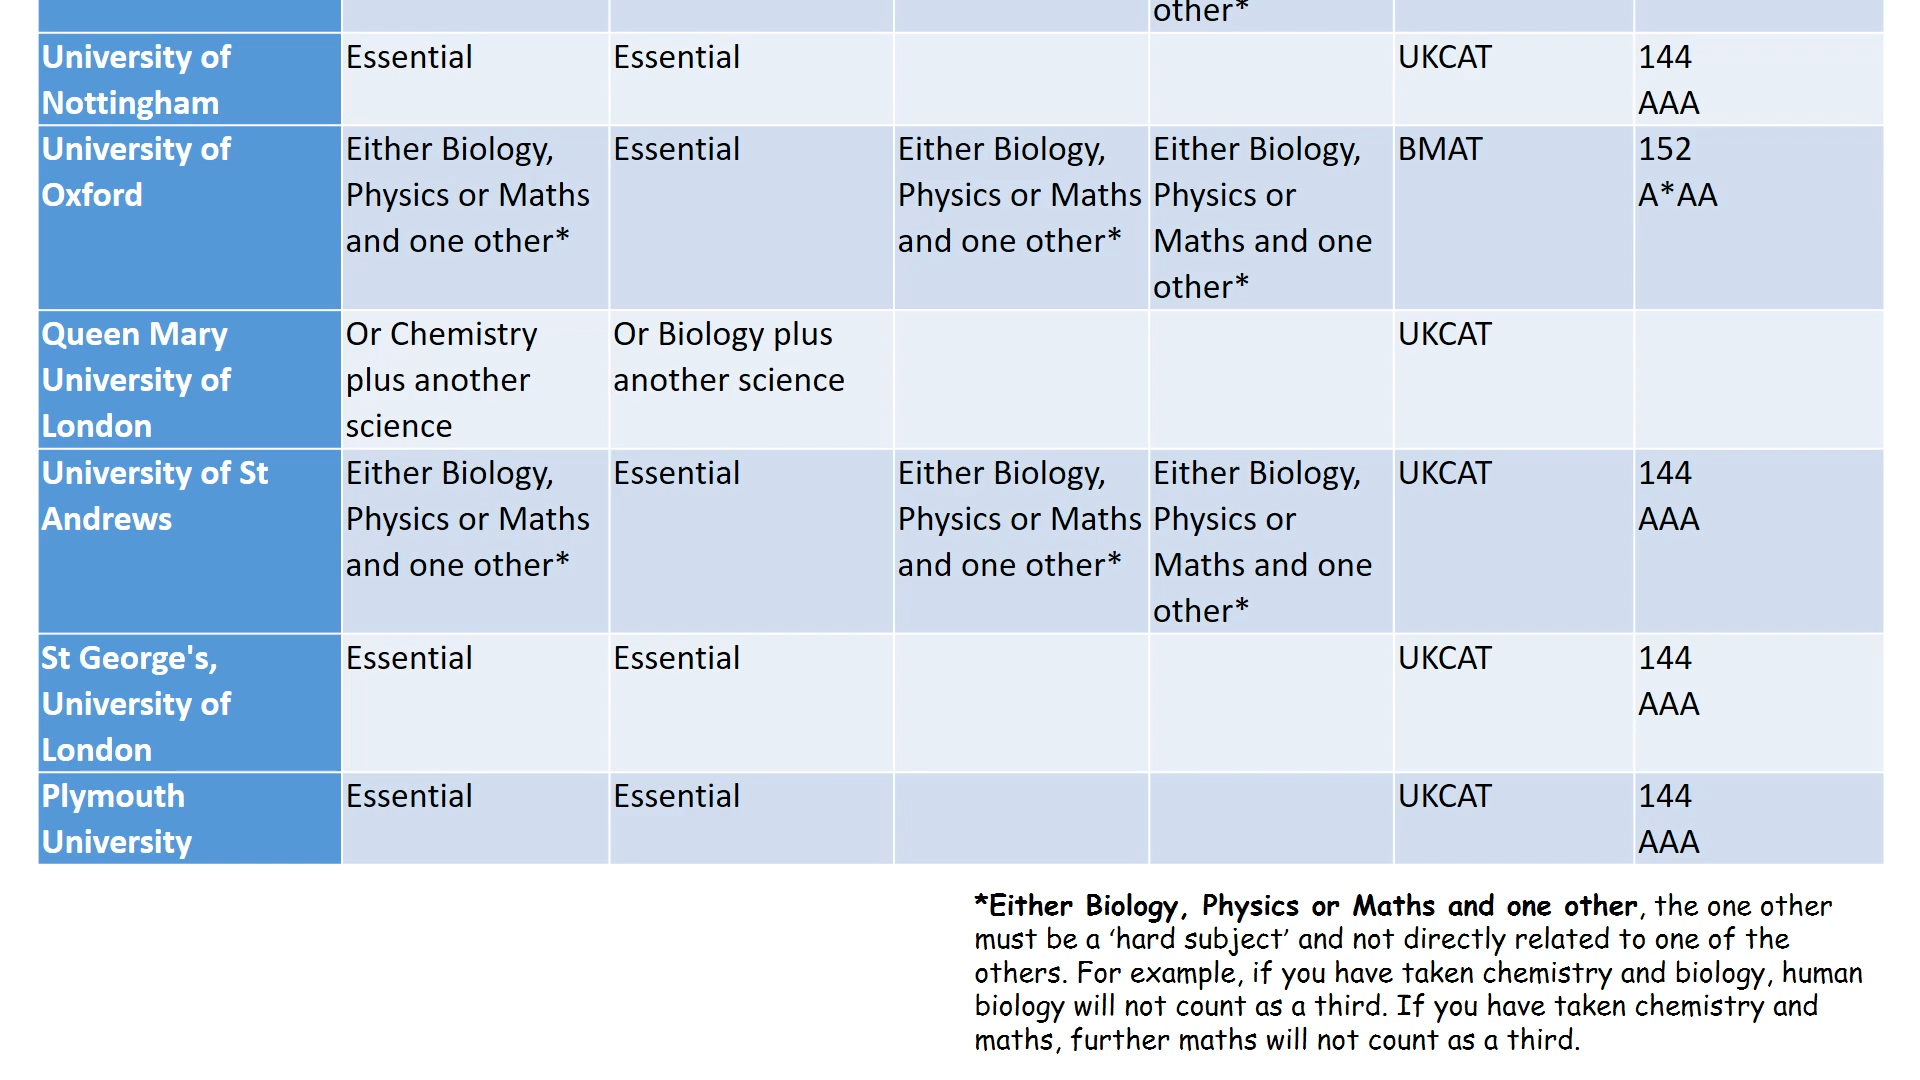 other*
University of
Nottingham
Essential
Essential
UKCAT
144
AAA
University of
Oxford
Either Biology,
Physics or Maths
and one other*
Essential
Either Biology,
Physics or Maths
and one other*
Either Biology,
Physics or
Maths and one
other*
BMAT
152
A*AA
Queen Mary
University of
London
Or Chemistry
plus another
science
Or Biology plus
another science
UKCAT
University of St
Andrews
Either Biology,
Physics or Maths
and one other*
Essential
Either Biology,
Physics or Maths
and one other*
Either Biology,
Physics or
Maths and one
other*
UKCAT
144
AAA
St George's,
University of
London
Essential
Essential
UKCAT
144
AAA
Plymouth
University
Essential
Essential
UKCAT
144
AAA
*Either Biology, Physics or Maths and one other, the one other
must be a ‘hard subject’ and not directly related to one of the
others. For example, if you have taken chemistry and biology, human
biology will not count as a third. If you have taken chemistry and
maths, further maths will not count as a third.